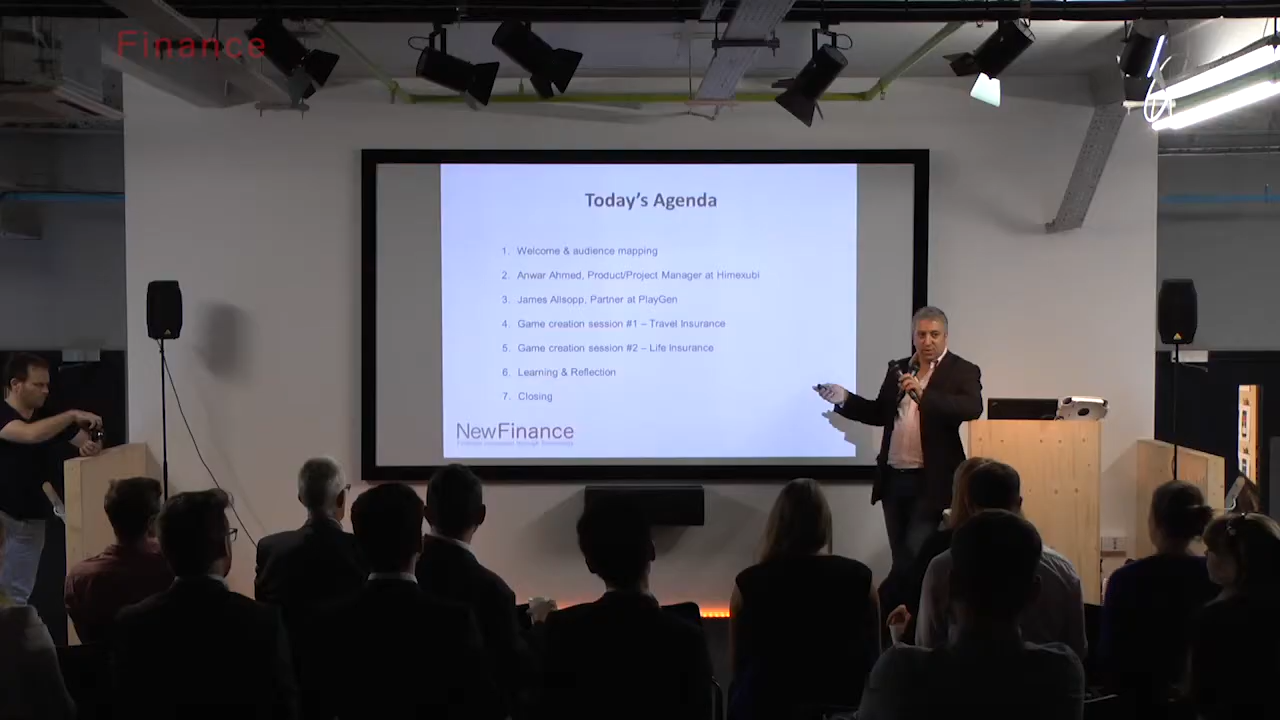 Finance
Today's Agenda
1. Welcome & audience mapping
2. Anwar Ahmed, Product/Project Manager at Himexubi
3. James Allsopp, Partner at PlayGen
4. Game creation session #1 – Travel Insurance
5. Game creation session #2 – Life Insurance
6. Learning & Reflection
7. Closing
NewFinance